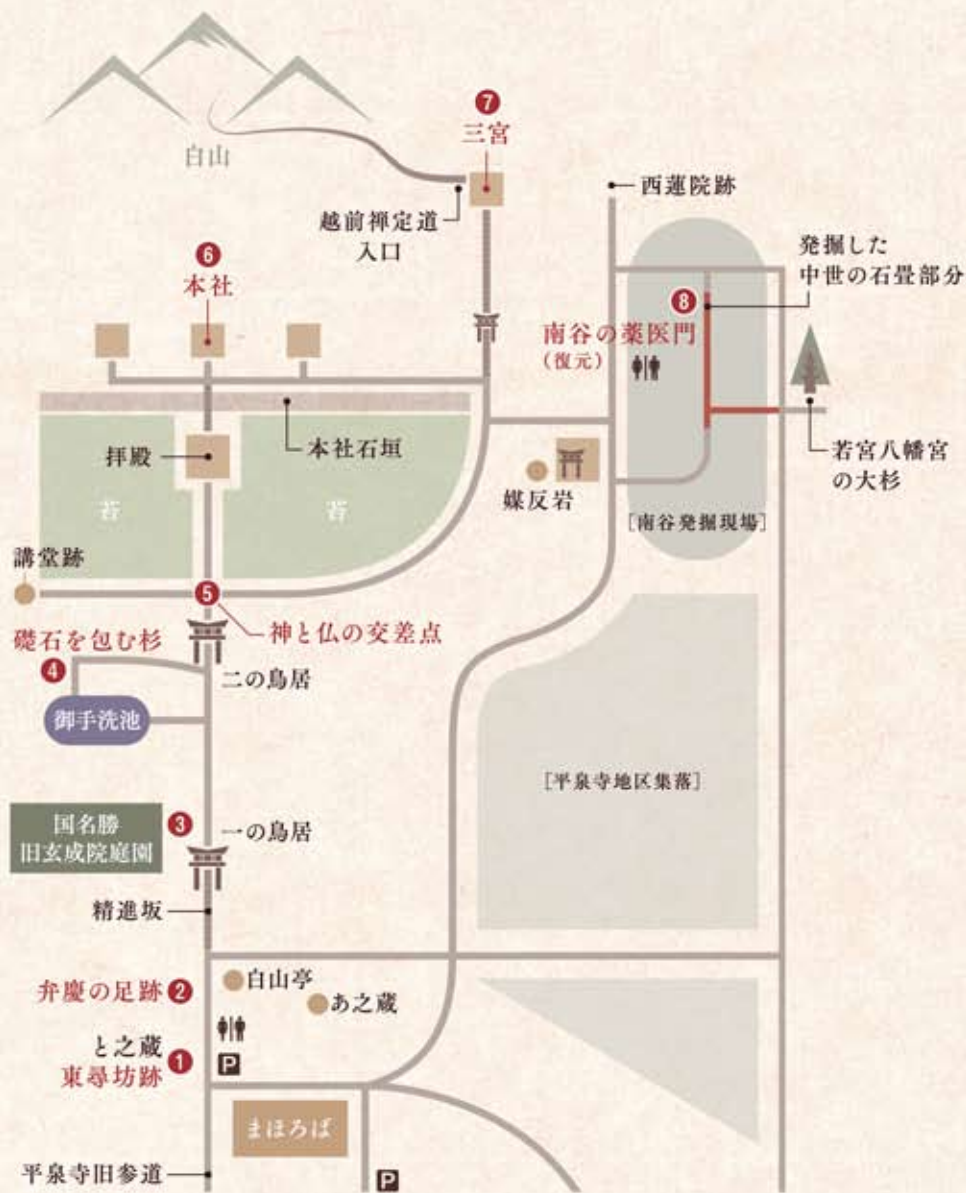 白山
7
三宮
西蓮院跡
越前禅定道
入口
発掘した
中世の石畳部分
6
本社
8
南谷の薬医門
(復元)
拝殿
本社石垣
若宮八幡宮
の大杉
媒反岩
[南谷発掘現場]
苔
苔
講堂跡
5
神と仏の交差点
礎石を包む杉
4
二の鳥居
御手洗池
[平泉寺地区集落]
国名勝
旧玄成院庭園
3
一の鳥居
精進坂
弁慶の足跡
2
白山亭
あ之蔵
と之蔵
東尋坊跡
1
P
まほろば
平泉寺旧参道
P